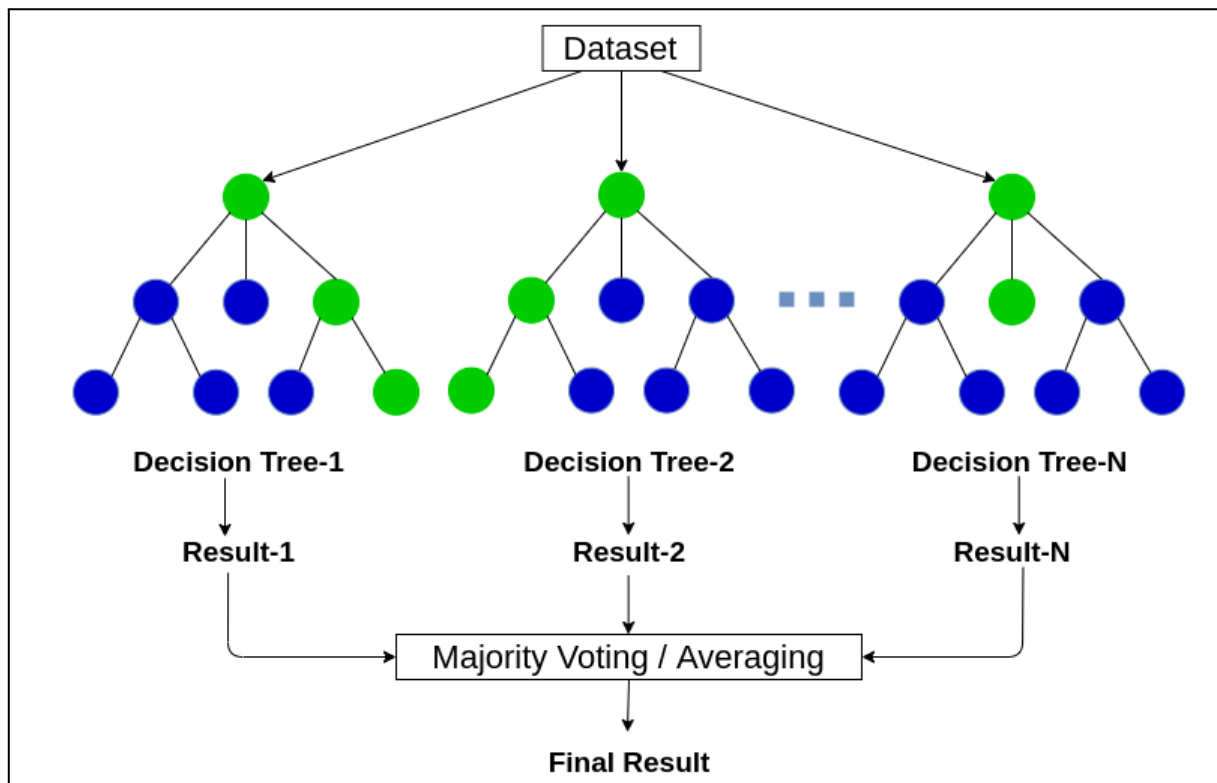 Dataset
Decision Tree-1
Decision Tree-2
Decision Tree-N
Result-1
Result-2
Result-N
Majority Voting / Averaging
Final Result